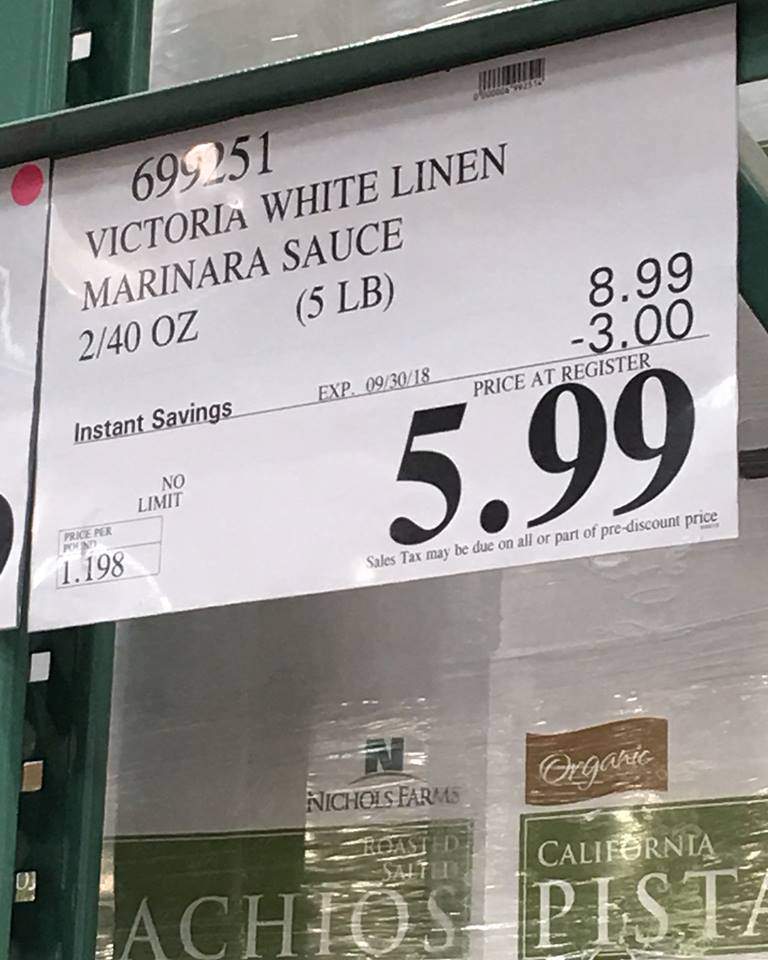 699251
VICTORIA WHITE LINEN
MARINARA SAUCE
2/40 OZ (5 LB)
8.99
-3.00
Instant Savings EXP. 09/30/18 PRICE AT REGISTER
5.99
NO
LIMIT
PRICE PER
POUND
1.198
Sales Tax may be due on all or part of pre-discount price
N
NICHOLS FARMS
Organic
ROASTED
SALTED
CALIFORNIA
ACHIOS
PISTA